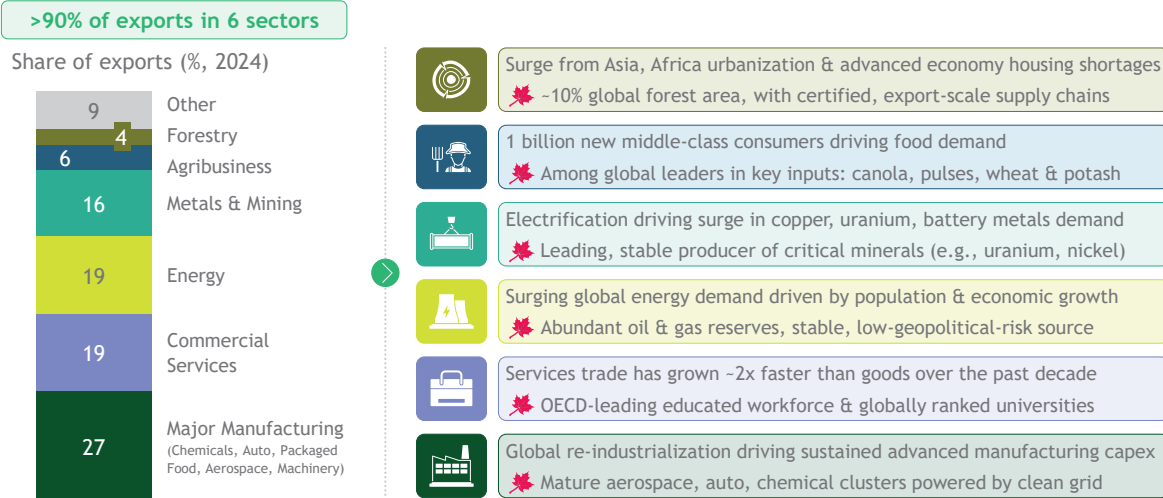 >90% of exports in 6 sectors
Share of exports (%, 2024)
9
Other
4
Forestry
6
Agribusiness
16
Metals & Mining
19
Energy
19
Commercial
Services
27
Major Manufacturing
(Chemicals, Auto, Packaged
Food, Aerospace, Machinery)
Surge from Asia, Africa urbanization & advanced economy housing shortages
~10% global forest area, with certified, export-scale supply chains
1 billion new middle-class consumers driving food demand
Among global leaders in key inputs: canola, pulses, wheat & potash
Electrification driving surge in copper, uranium, battery metals demand
Leading, stable producer of critical minerals (e.g., uranium, nickel)
Surging global energy demand driven by population & economic growth
Abundant oil & gas reserves, stable, low-geopolitical-risk source
Services trade has grown ~2x faster than goods over the past decade
OECD-leading educated workforce & globally ranked universities
Global re-industrialization driving sustained advanced manufacturing capex
Mature aerospace, auto, chemical clusters powered by clean grid